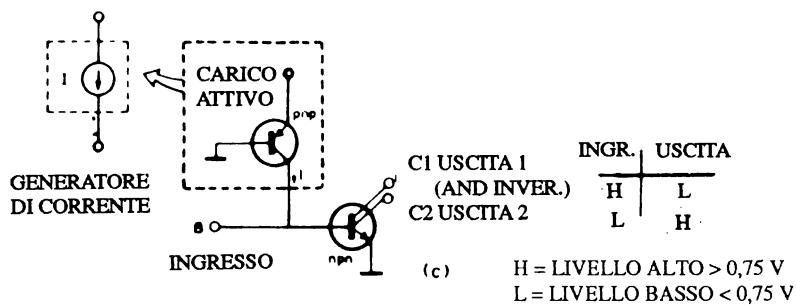 I
GENERATORE
DI CORRENTE
CARICO
ATTIVO
pnp
I
B
INGRESSO
npn
C1 USCITA 1
(AND INVER.)
C2 USCITA 2
(c)
INGR. USCITA
H L
L H
H = LIVELLO ALTO > 0,75 V
L = LIVELLO BASSO < 0,75 V